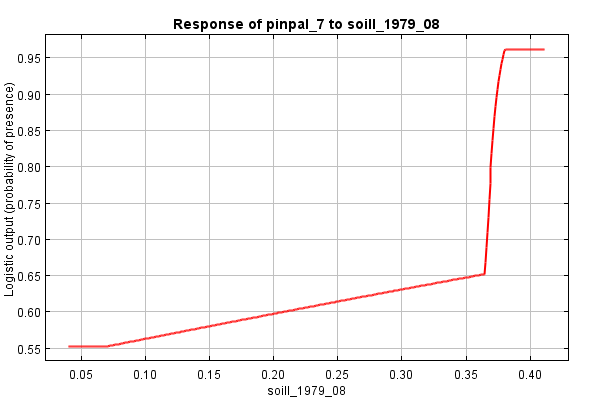 Response of pinpal_7 to soill_1979_08
Logistic output (probability of presence)
0.95
0.90
0.85
0.80
0.75
0.70
0.65
0.60
0.55
0.05 0.10 0.15 0.20 0.25 0.30 0.35 0.40
soill_1979_08